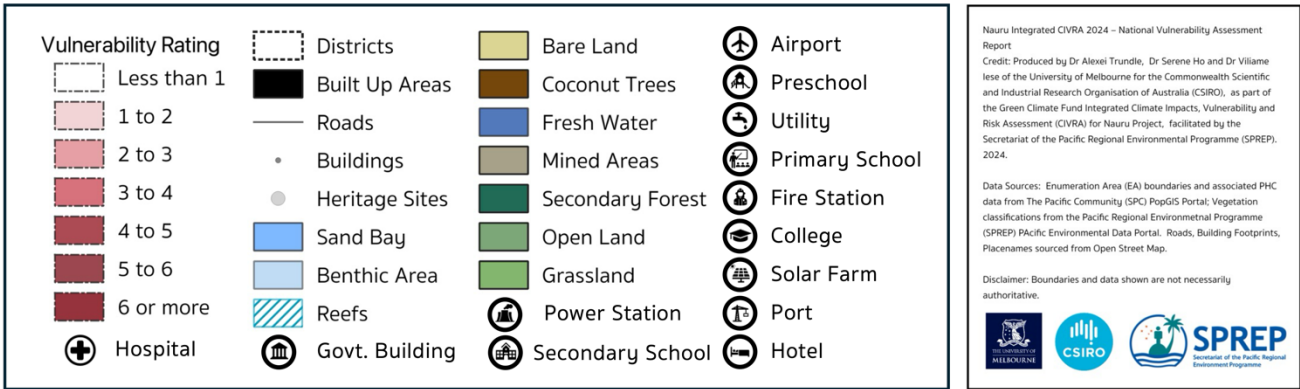 Vulnerability Rating
Less than 1
1 to 2
2 to 3
3 to 4
4 to 5
5 to 6
6 or more
Hospital
Districts
Built Up Areas
Roads
Buildings
Heritage Sites
Sand Bay
Benthic Area
Reefs
Govt. Building
Bare Land
Coconut Trees
Fresh Water
Mined Areas
Secondary Forest
Open Land
Grassland
Power Station
Secondary School
Airport
Preschool
Utility
Primary School
Fire Station
College
Solar Farm
Port
Hotel
Nauru Integrated CIVRA 2024 – National Vulnerability Assessment
Report
Credit: Produced by Dr Alexei Trundle, Dr Serene Ho and Dr Viliame
Iese of the University of Melbourne for the Commonwealth Scientific
and Industrial Research Organisation of Australia (CSIRO), as part of
the Green Climate Fund Integrated Climate Impacts, Vulnerability and
Risk Assessment (CIVRA) for Nauru Project, facilitated by the
Secretariat of the Pacific Regional Environmental Programme (SPREP).
2024.
Data Sources: Enumeration Area (EA) boundaries and associated PHC
data from The Pacific Community (SPC) PopGIS Portal; Vegetation
classifications from the Pacific Regional Environmetnal Programme
(SPREP) PAcific Environmental Data Portal. Roads, Building Footprints,
Placenames sourced from Open Street Map.
Disclaimer: Boundaries and data shown are not necessarily
authoritative.
THE UNIVERSITY OF
MELBOURNE
CSIRO
SPREP
Secretariat of the Pacific Regional
Environment Programme